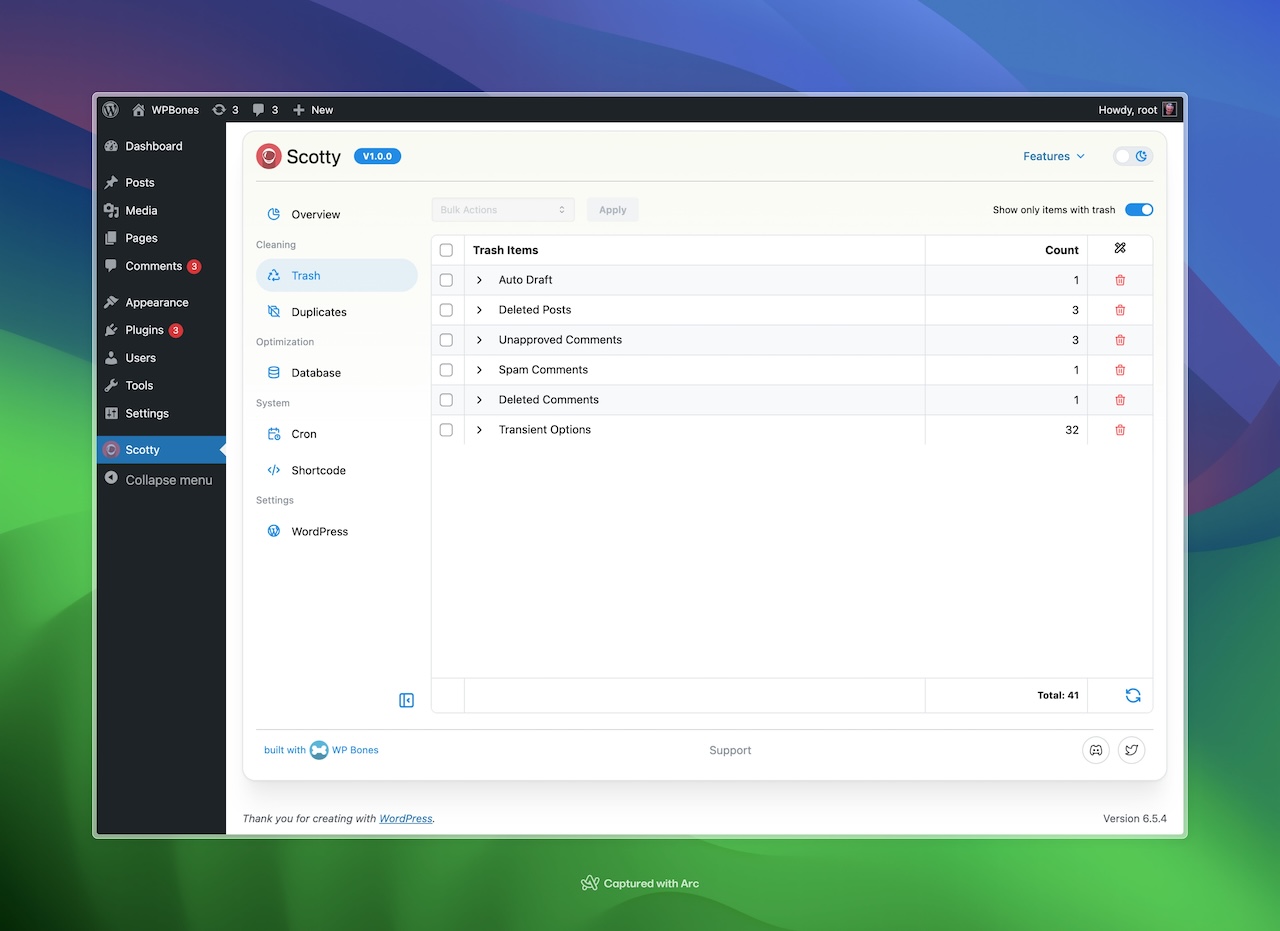 WPBones 3 3 New Howdy, root
Dashboard
Posts
Media
Pages
Comments 3
Appearance
Plugins 3
Users
Tools
Settings
Scotty
Collapse menu
Scotty V1.0.0 Features
Overview
Cleaning
Trash
Duplicates
Optimization
Database
System
Cron
Shortcode
Settings
WordPress
Bulk Actions Apply Show only items with trash
Trash Items Count
Auto Draft 1
Deleted Posts 3
Unapproved Comments 3
Spam Comments 1
Deleted Comments 1
Transient Options 32
Total: 41
built with WP Bones Support
Thank you for creating with WordPress. Version 6.5.4
Captured with Arc